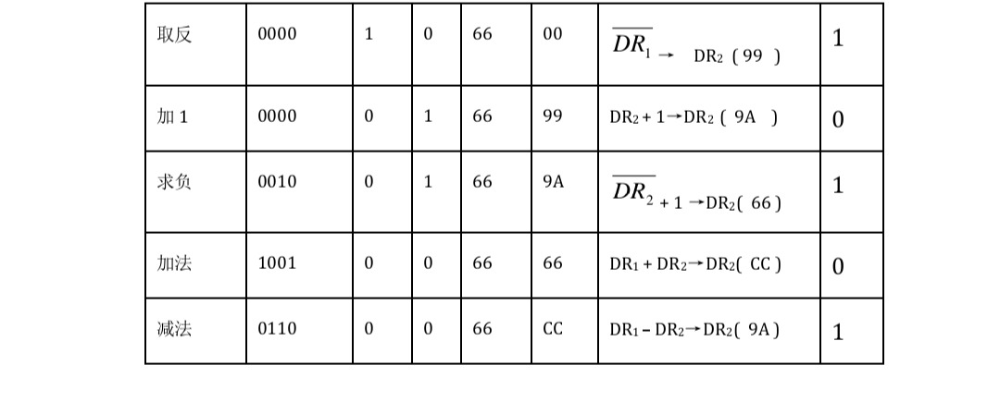 取反 0000 1 0 66 00 \overline{DR_1} → DR₂ ( 99 ) 1
加 1 0000 0 1 66 99 DR₂ + 1→DR₂ ( 9A ) 0
求负 0010 0 1 66 9A \overline{DR_2} + 1 →DR₂( 66 ) 1
加法 1001 0 0 66 66 DR₁ + DR₂→DR₂( CC ) 0
减法 0110 0 0 66 CC DR₁ – DR₂→DR₂( 9A ) 1